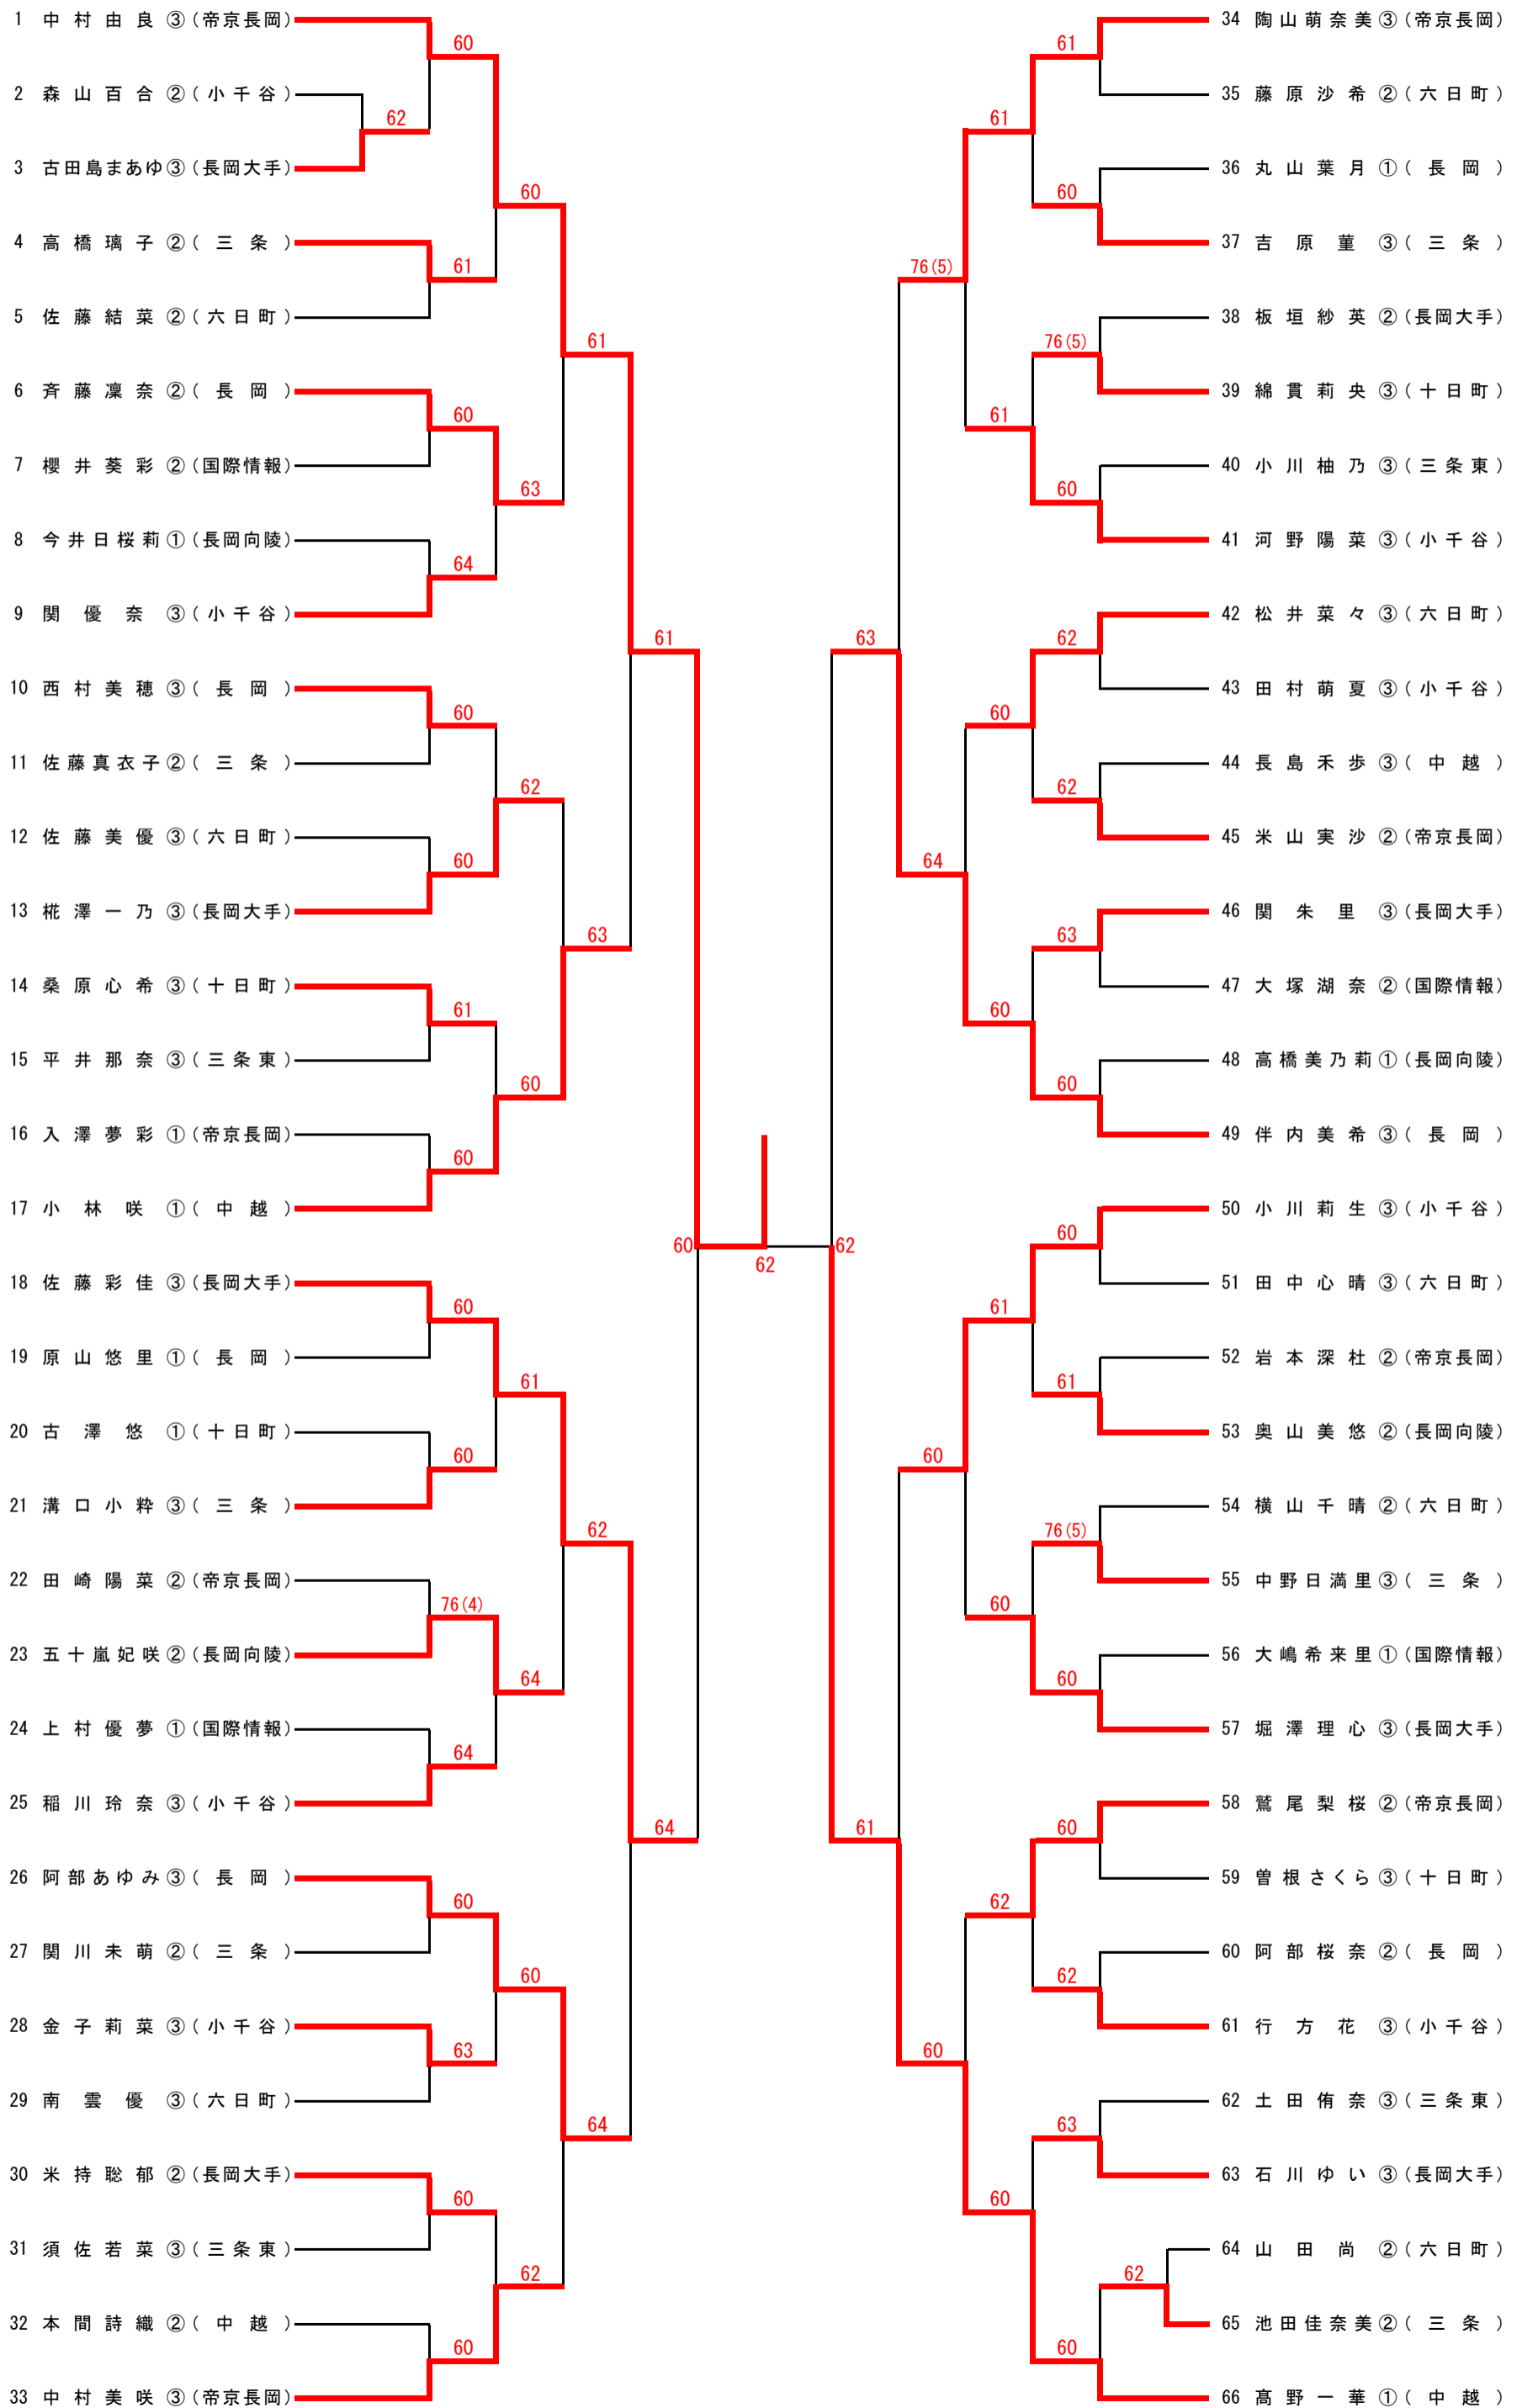 1 中村由良 ③ (帝京長岡)
60
2 森山百合 ② (小千谷)
62
3 古田島まあゆ ③ (長岡大手)
60
4 高橋璃子 ② (三条)
61
5 佐藤結菜 ② (六日町)
61
6 斉藤凜奈 ② (長岡)
60
7 櫻井葵彩 ② (国際情報)
63
8 今井日桜莉 ① (長岡向陵)
64
9 関優奈 ③ (小千谷)
61
10 西村美穂 ③ (長岡)
60
11 佐藤真衣子 ② (三条)
62
12 佐藤美優 ③ (六日町)
60
13 椛澤一乃 ③ (長岡大手)
63
14 桑原心希 ③ (十日町)
61
15 平井那奈 ③ (三条東)
60
16 入澤夢彩 ① (帝京長岡)
60
17 小林咲 ① (中越)
60
62
62
18 佐藤彩佳 ③ (長岡大手)
60
19 原山悠里 ① (長岡)
61
20 古澤悠 ① (十日町)
60
21 溝口小粋 ③ (三条)
62
22 田崎陽菜 ② (帝京長岡)
76(4)
23 五十嵐妃咲 ② (長岡向陵)
64
24 上村優夢 ① (国際情報)
64
25 稲川玲奈 ③ (小千谷)
64
26 阿部あゆみ ③ (長岡)
60
27 関川未萌 ② (三条)
60
28 金子莉菜 ③ (小千谷)
63
29 南雲優 ③ (六日町)
64
30 米持聡郁 ② (長岡大手)
60
31 須佐若菜 ③ (三条東)
62
32 本間詩織 ② (中越)
60
33 中村美咲 ③ (帝京長岡)
34 陶山萌奈美 ③ (帝京長岡)
61
35 藤原沙希 ② (六日町)
61
36 丸山葉月 ① (長岡)
60
37 吉原菫 ③ (三条)
76(5)
38 板垣紗英 ② (長岡大手)
76(5)
39 綿貫莉央 ③ (十日町)
61
40 小川柚乃 ③ (三条東)
60
41 河野陽菜 ③ (小千谷)
63
42 松井菜々 ③ (六日町)
62
43 田村萌夏 ③ (小千谷)
60
44 長島禾歩 ③ (中越)
62
45 米山実沙 ② (帝京長岡)
64
46 関朱里 ③ (長岡大手)
63
47 大塚湖奈 ② (国際情報)
60
48 高橋美乃莉 ① (長岡向陵)
60
49 伴内美希 ③ (長岡)
50 小川莉生 ③ (小千谷)
60
51 田中心晴 ③ (六日町)
61
52 岩本深杜 ② (帝京長岡)
61
53 奥山美悠 ② (長岡向陵)
60
54 横山千晴 ② (六日町)
76(5)
55 中野日満里 ③ (三条)
60
56 大嶋希来里 ① (国際情報)
60
57 堀澤理心 ③ (長岡大手)
61
58 鷲尾梨桜 ② (帝京長岡)
60
59 曽根さくら ③ (十日町)
62
60 阿部桜奈 ② (長岡)
62
61 行方花 ③ (小千谷)
60
62 土田侑奈 ③ (三条東)
63
63 石川ゆい ③ (長岡大手)
60
64 山田尚 ② (六日町)
62
65 池田佳奈美 ② (三条)
60
66 髙野一華 ① (中越)